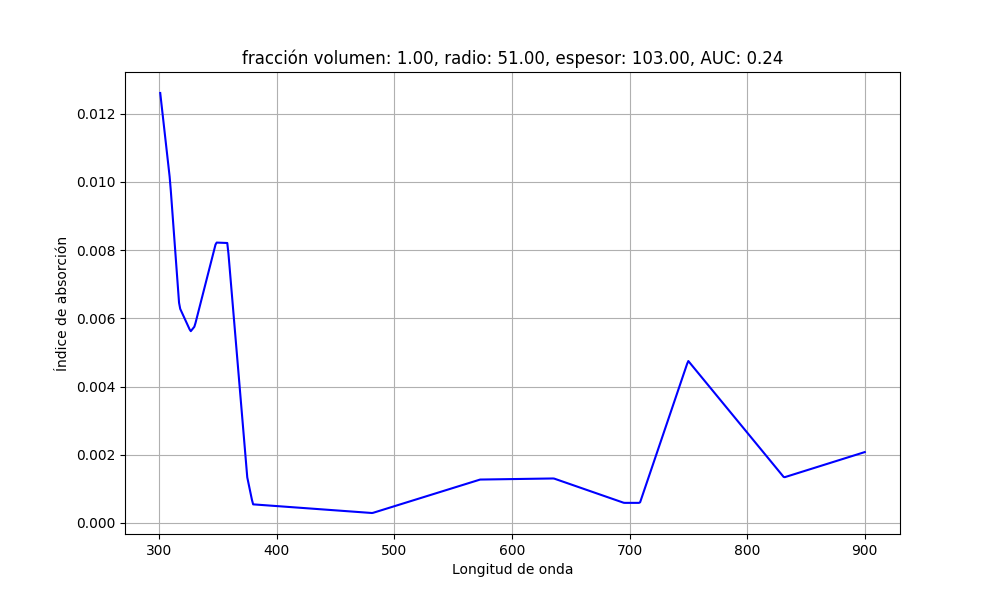 fracción volumen: 1.00, radio: 51.00, espesor: 103.00, AUC: 0.24
0.012
0.010
0.008
0.006
0.004
0.002
0.000
Índice de absorción
300 400 500 600 700 800 900
Longitud de onda